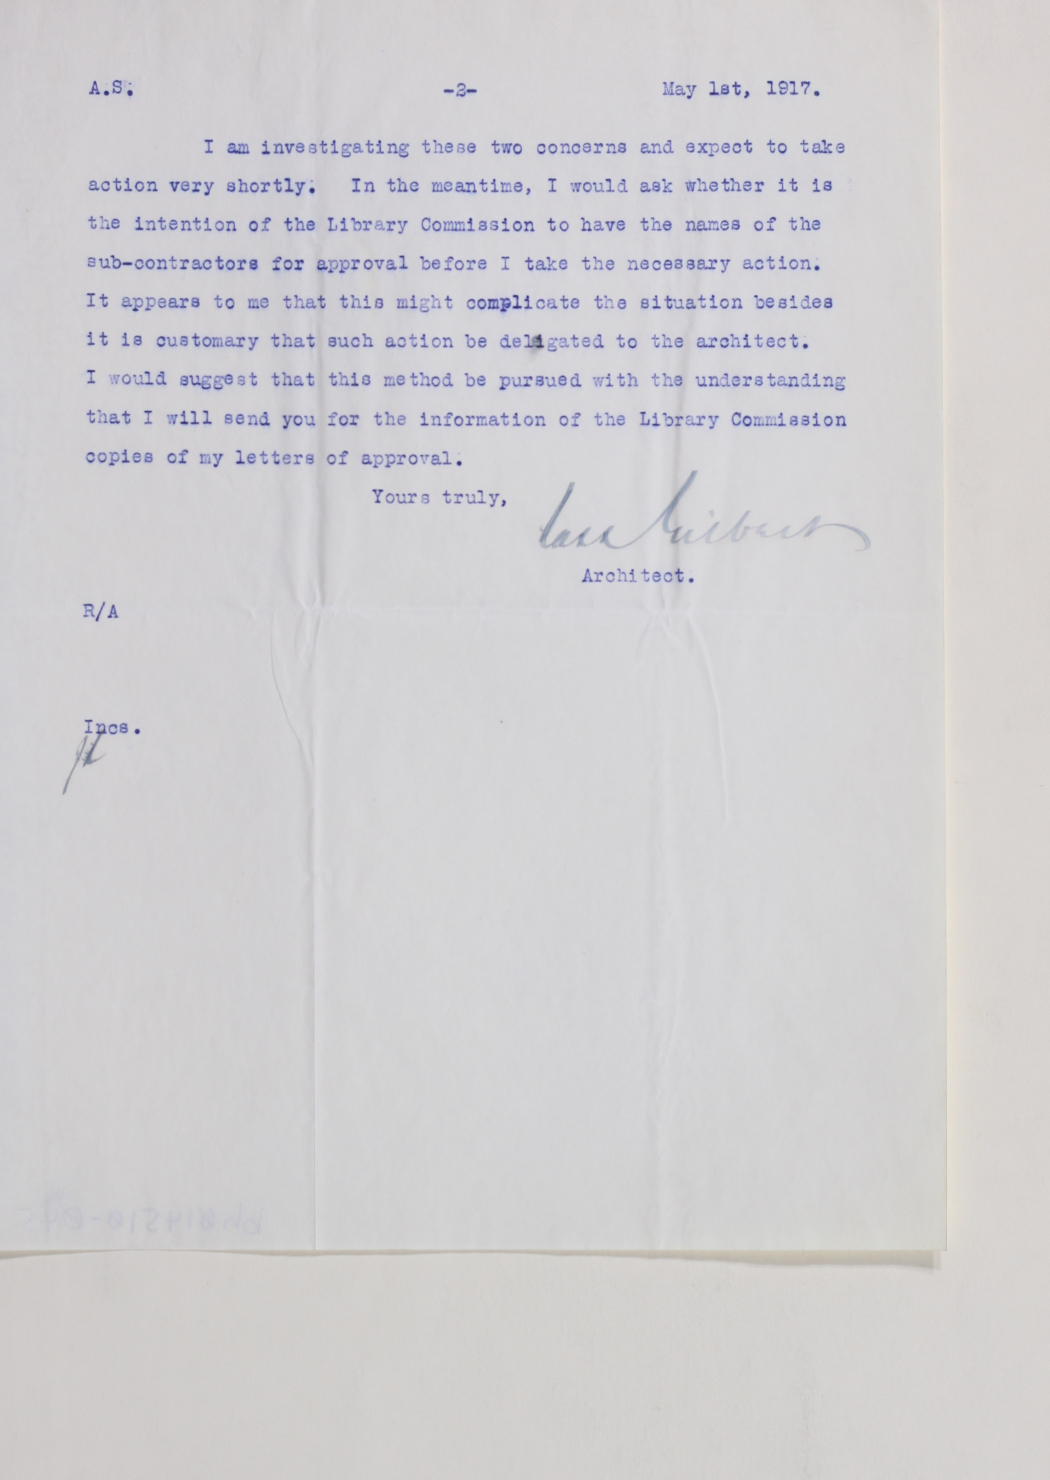 A.S. -2- May 1st, 1917.
I am investigating these two concerns and expect to take
action very shortly. In the meantime, I would ask whether it is
the intention of the Library Commission to have the names of the
sub-contractors for approval before I take the necessary action.
It appears to me that this might complicate the situation besides
it is customary that such action be deligated to the architect.
I would suggest that this method be pursued with the understanding
that I will send you for the information of the Library Commission
copies of my letters of approval.
Yours truly,
Cass Gilbert
Architect.
R/A
Incs.